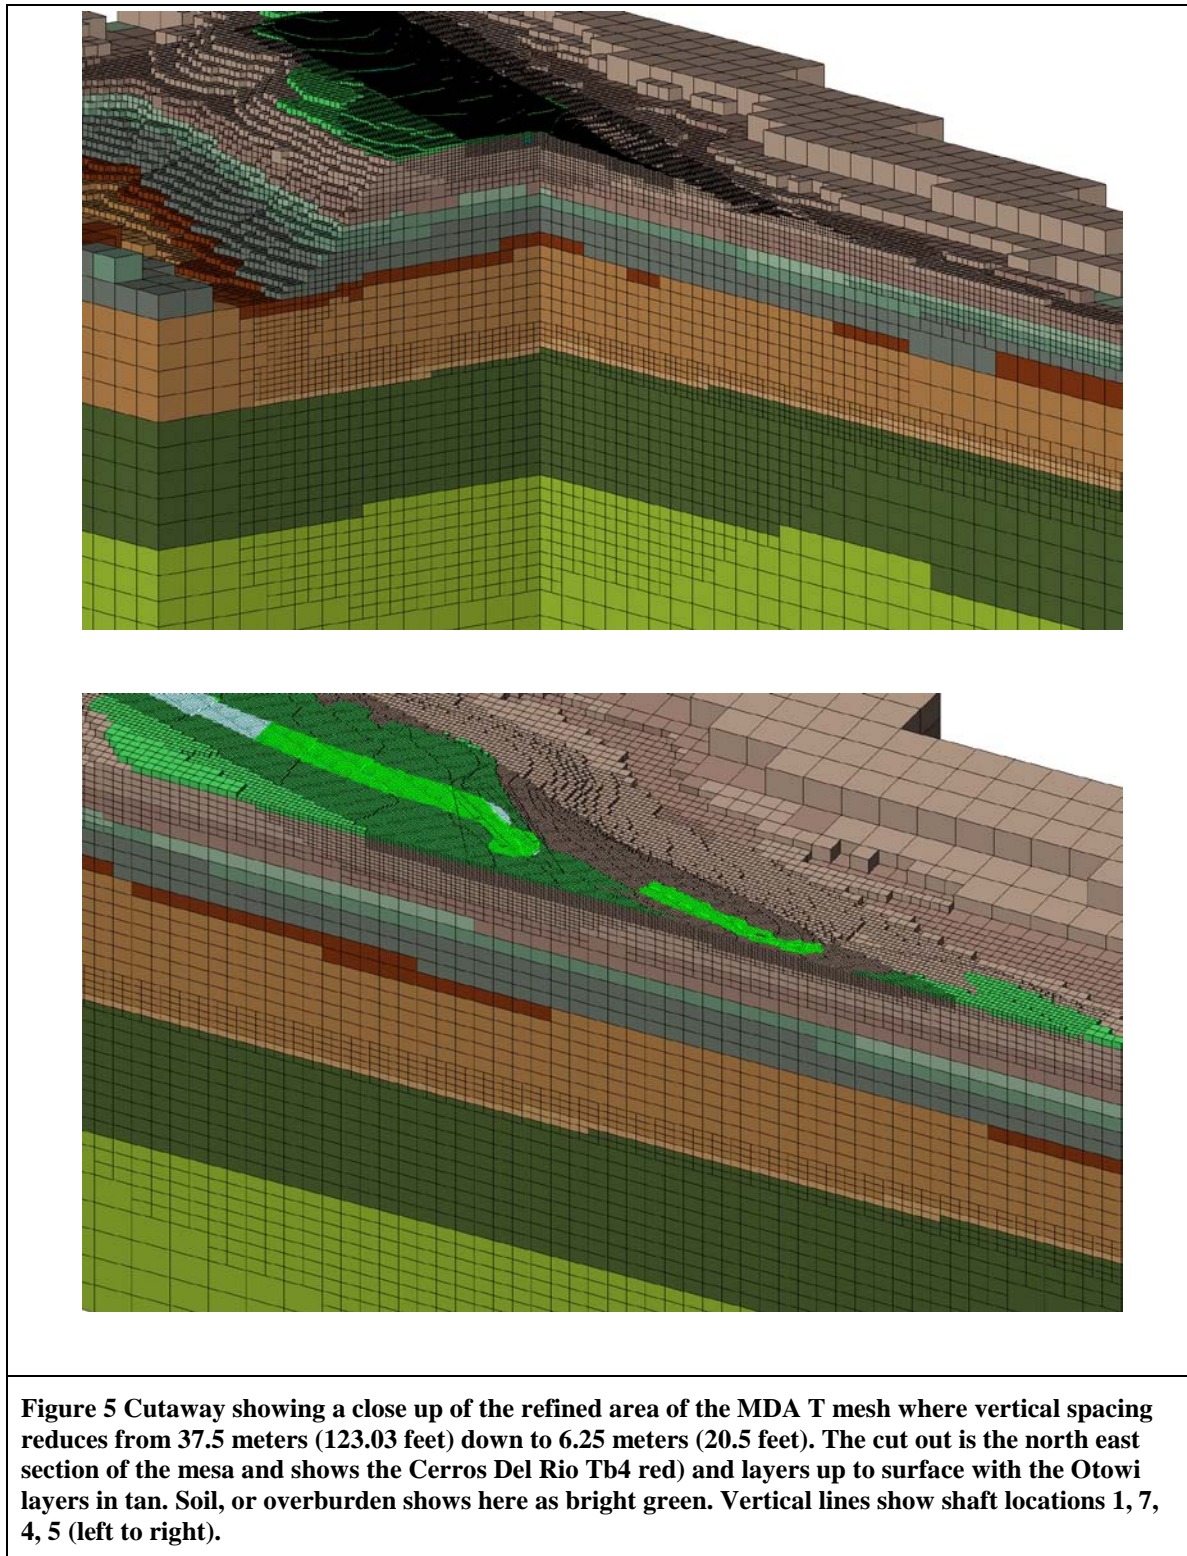 Figure 5 Cutaway showing a close up of the refined area of the MDA T mesh where vertical spacing
reduces from 37.5 meters (123.03 feet) down to 6.25 meters (20.5 feet). The cut out is the north east
section of the mesa and shows the Cerros Del Rio Tb4 red) and layers up to surface with the Otowi
layers in tan. Soil, or overburden shows here as bright green. Vertical lines show shaft locations 1, 7,
4, 5 (left to right).